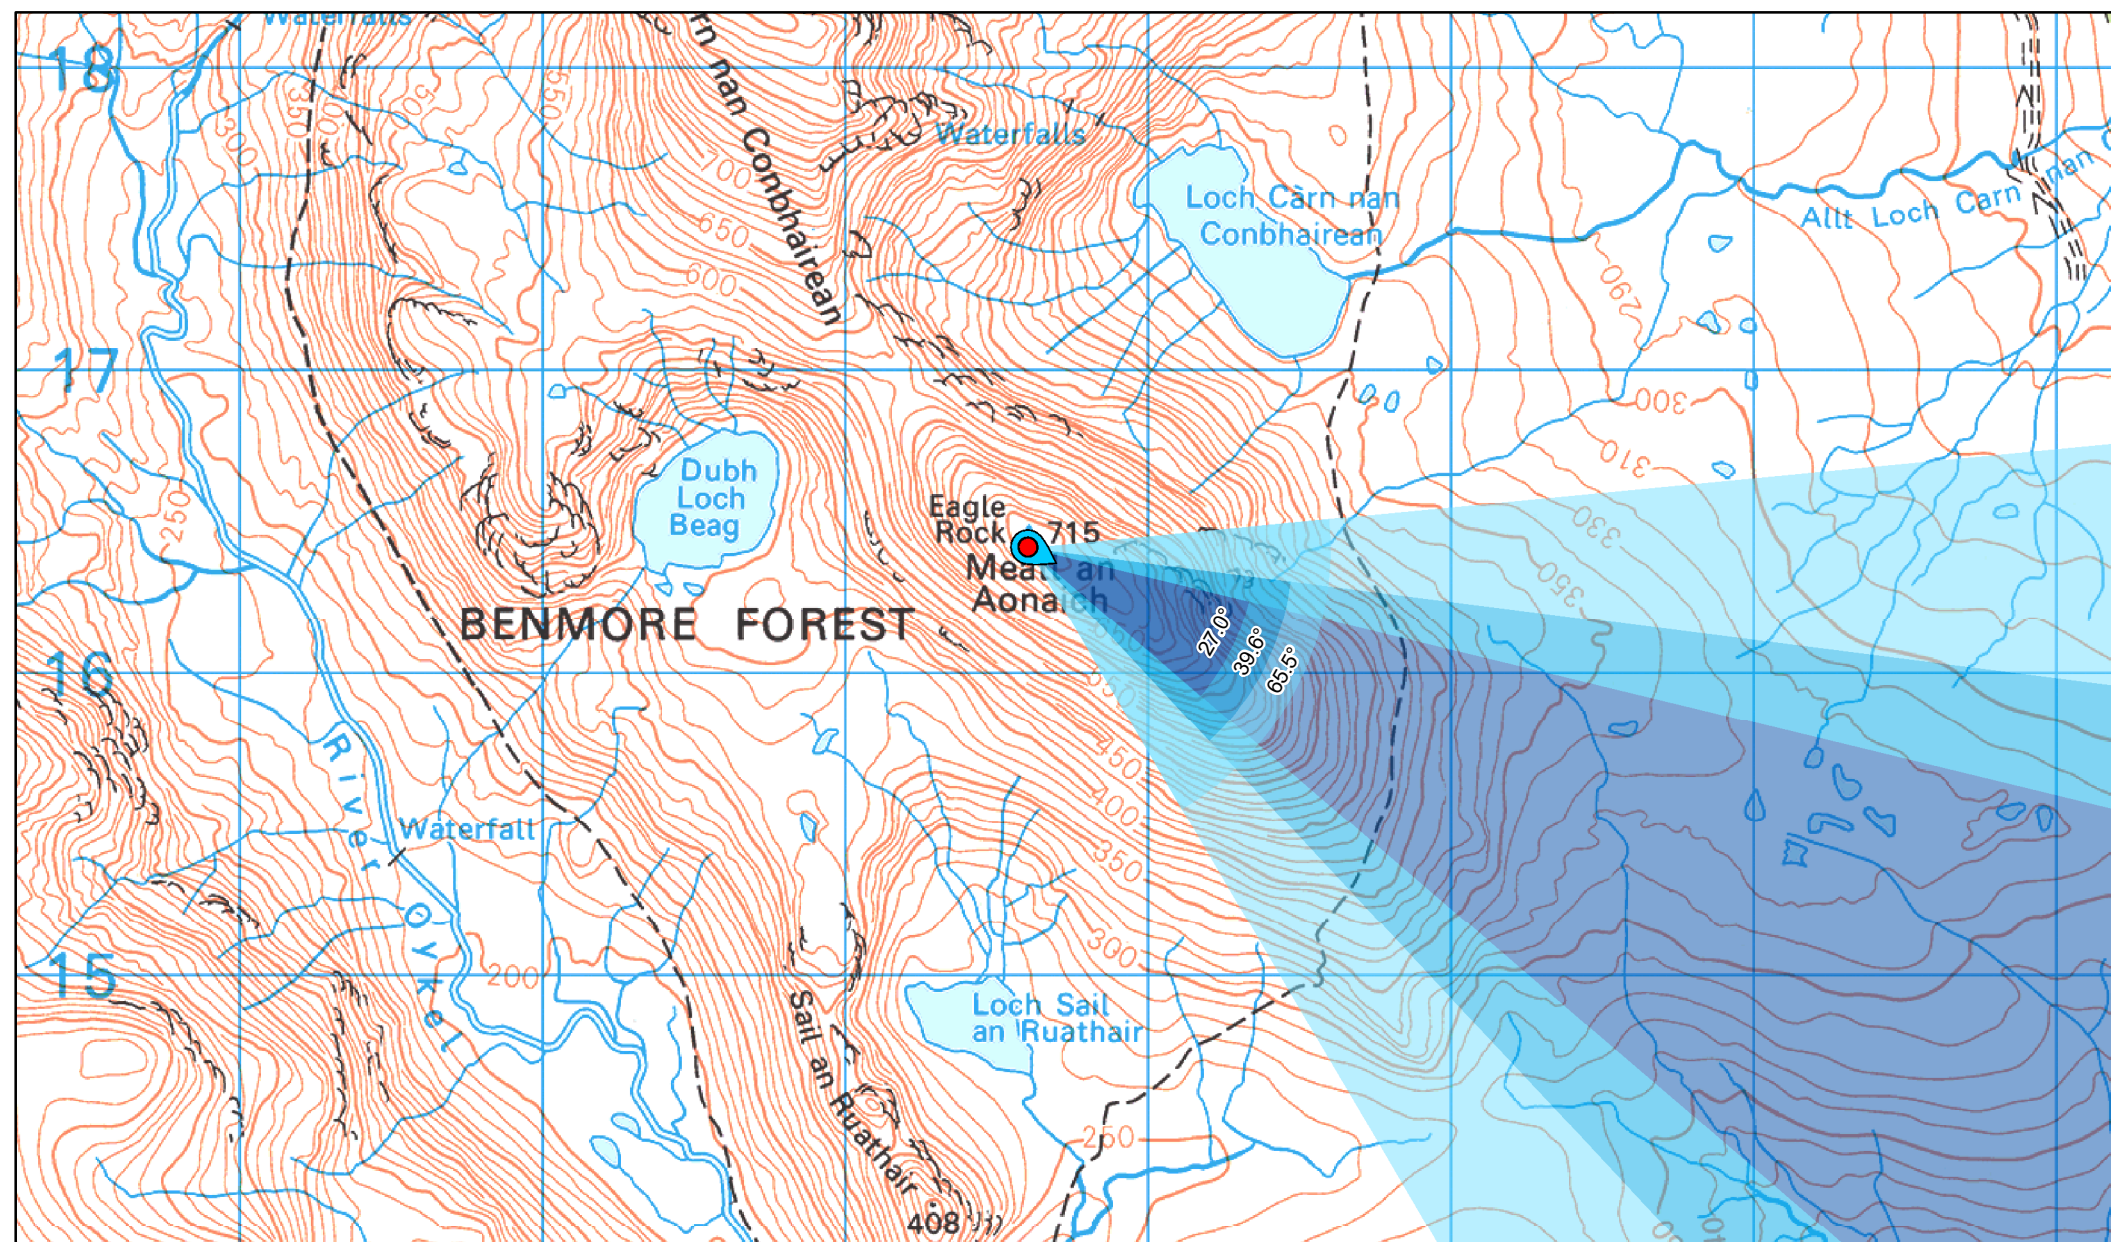 Waterfalls
18
350
300
500
550
rn nan Conbhairean
Waterfalls
700
650
600
Loch Càrn nan
Conbhairean
Allt Loch Carn nan
290
17
300
310
330
350
250
Dubh
Loch
Beag
Eagle
Rock
715
Meall an
Aonaich
BENMORE FOREST
27.0°
39.6°
65.5°
16
450
400
350
300
River Oykel
Waterfall
15
200
Loch Sail
an Ruathair
Sail an Ruathair
250
408